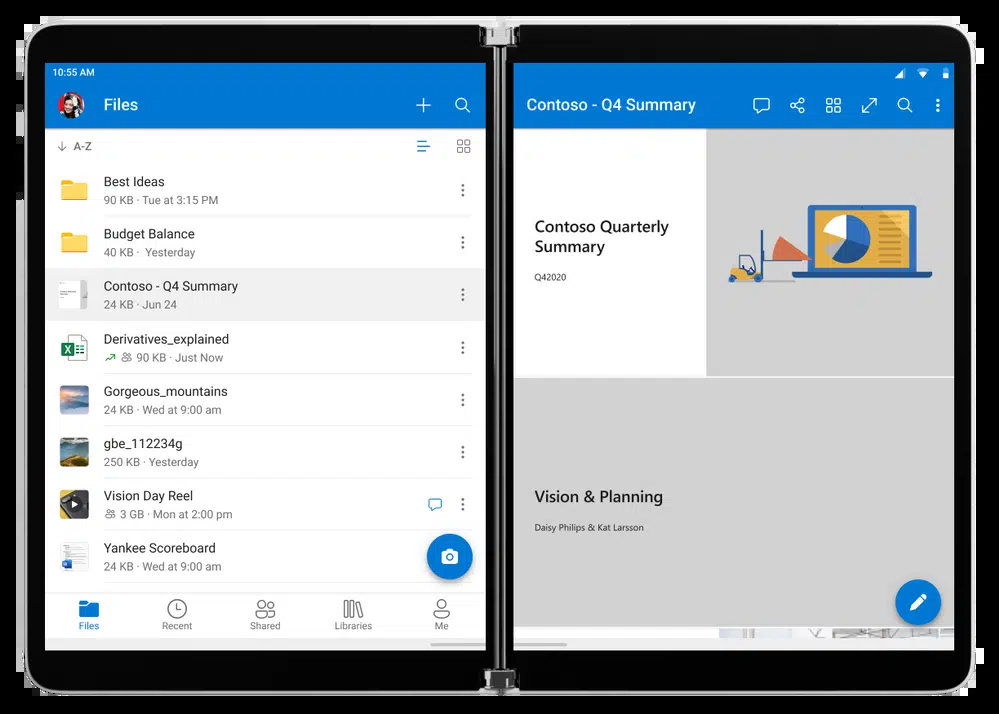 10:55 AM
Files
A-Z
Best Ideas
90 KB · Tue at 3:15 PM
Budget Balance
40 KB · Yesterday
Contoso - Q4 Summary
24 KB · Jun 24
Derivatives_explained
90 KB · Just Now
Gorgeous_mountains
24 KB · Wed at 9:00 am
gbe_112234g
250 KB · Yesterday
Vision Day Reel
3 GB · Mon at 2:00 pm
Yankee Scoreboard
24 KB · Wed at 9:00 am
Files
Recent
Shared
Libraries
Me
Contoso - Q4 Summary
Contoso Quarterly
Summary
Q42020
Vision & Planning
Daisy Philips & Kat Larsson